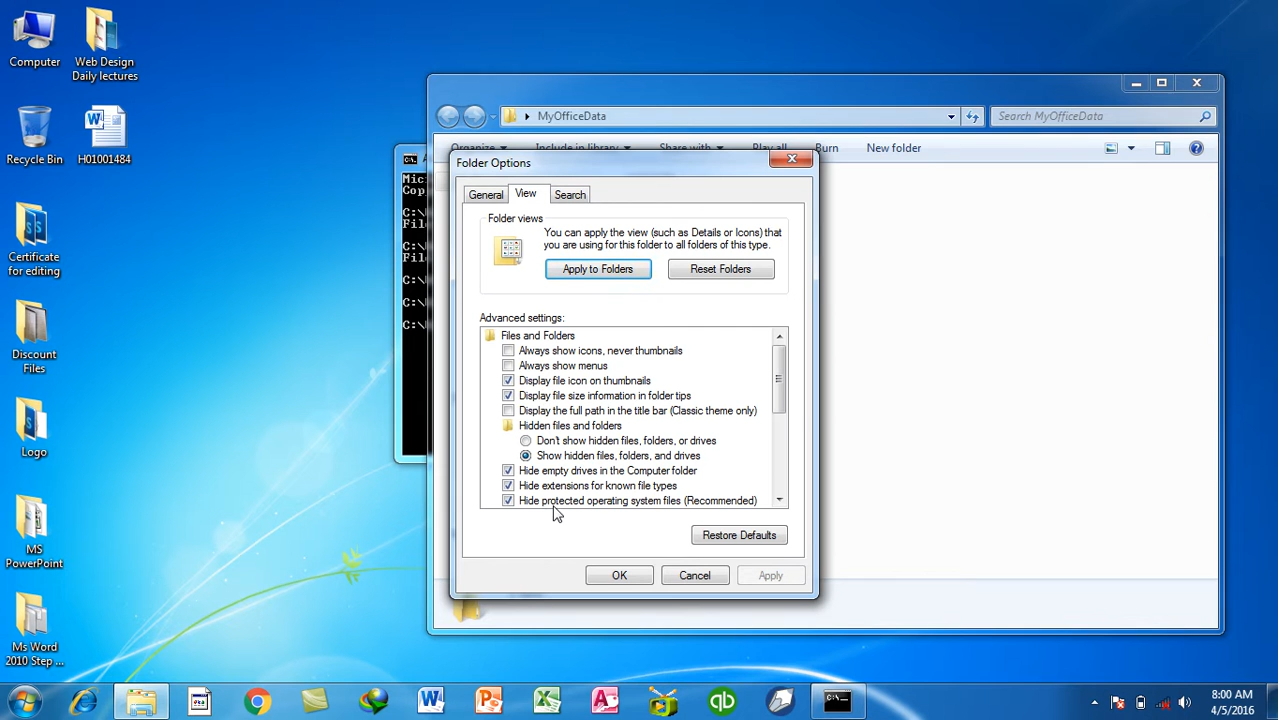 Computer
Web Design
Daily lectures
Recycle Bin
H01001484
Certificate
for editing
Discount
Files
Logo
MS
PowerPoint
Ms Word
2010 Step ...
MyOfficeData
Search MyOfficeData
Organize
Include in library
Share with
Play all
Burn
New folder
C:\.
Mic
Cop
C:\
Fil
C:\
Fil
C:\
C:\
C:\
Folder Options
General
View
Search
Folder views
You can apply the view (such as Details or Icons) that
you are using for this folder to all folders of this type.
Apply to Folders
Reset Folders
Advanced settings:
Files and Folders
Always show icons, never thumbnails
Always show menus
Display file icon on thumbnails
Display file size information in folder tips
Display the full path in the title bar (Classic theme only)
Hidden files and folders
Don't show hidden files, folders, or drives
Show hidden files, folders, and drives
Hide empty drives in the Computer folder
Hide extensions for known file types
Hide protected operating system files (Recommended)
Restore Defaults
OK
Cancel
Apply
8:00 AM
4/5/2016